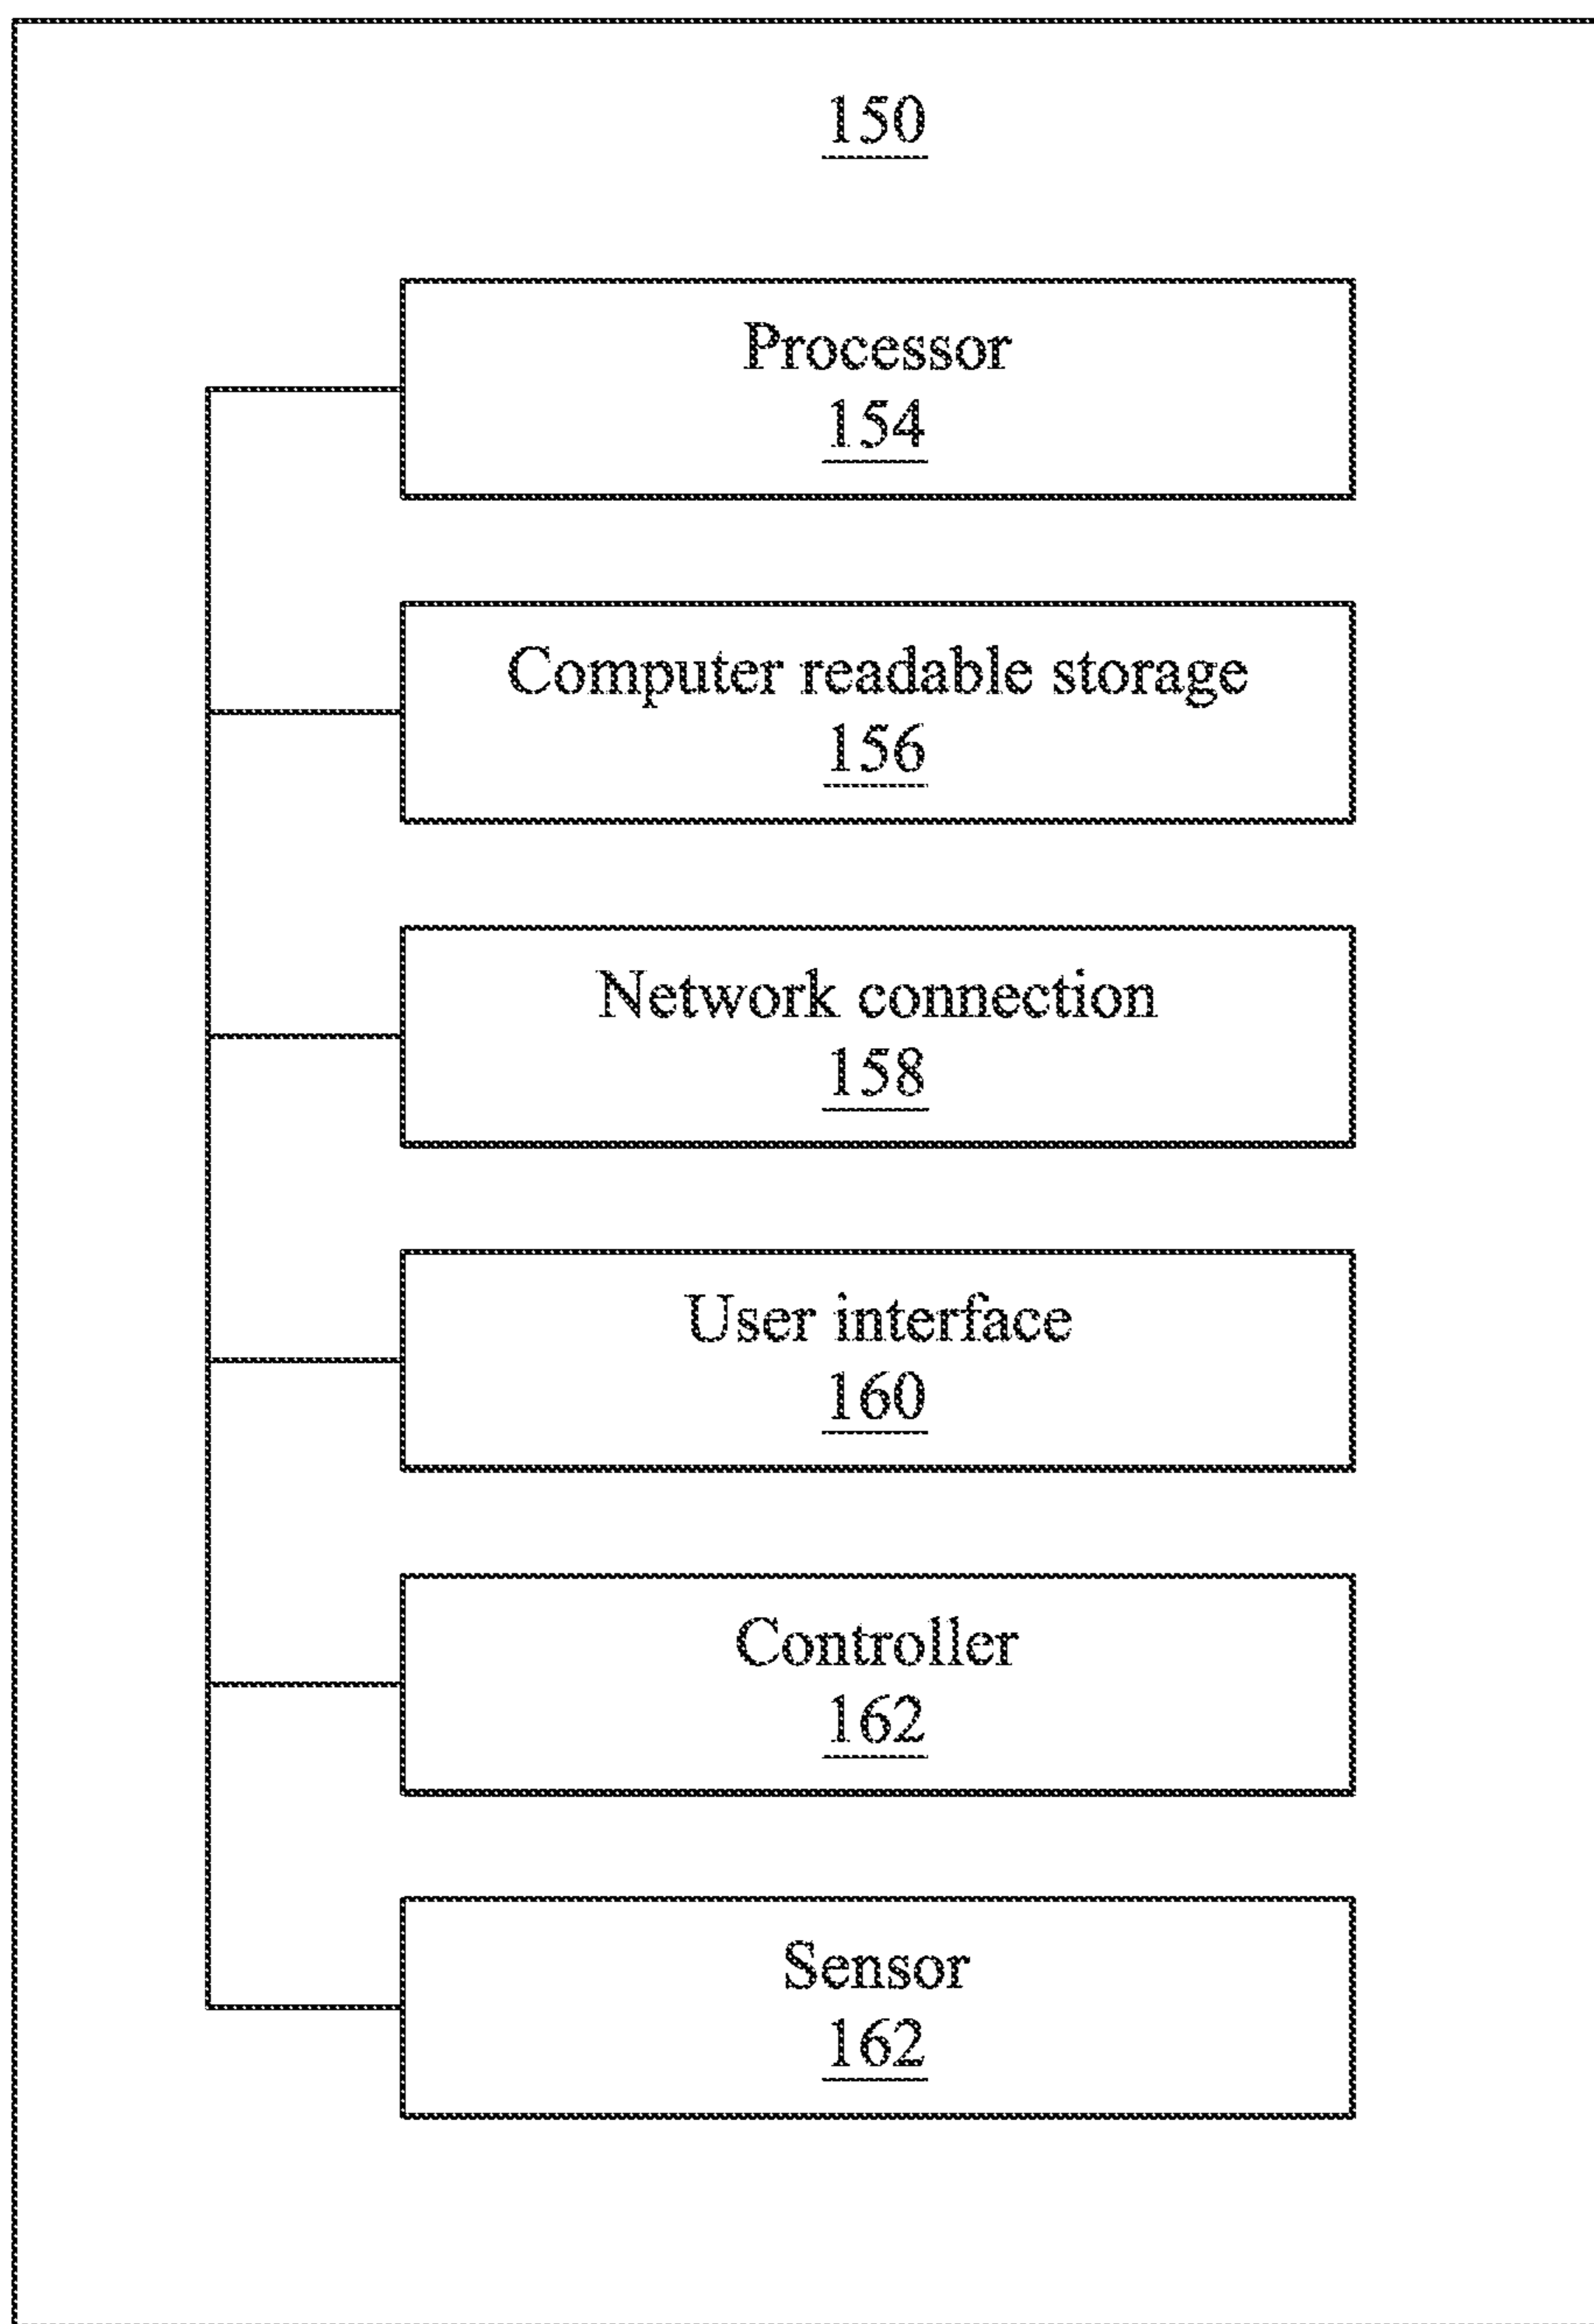 150
Processor
154
Computer readable storage
156
Network connection
158
User interface
160
Controller
162
Sensor
162